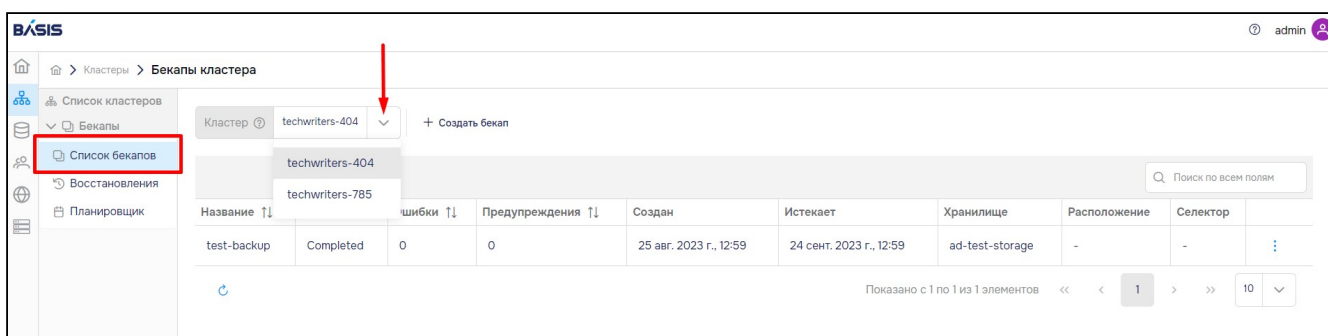 BASIS
admin
Кластеры > Бекапы кластера
Список кластеров
Бекапы
Список бекапов
Восстановления
Планировщик
Кластер techwriters-404 + Создать бекап
techwriters-404
techwriters-785
Поиск по всем полям
Название Ошибки Предупреждения Создан Истекает Хранилище Расположение Селектор
test-backup Completed 0 0 25 авг. 2023 г., 12:59 24 сент. 2023 г., 12:59 ad-test-storage - -
Показано с 1 по 1 из 1 элементов << < 1 > >> 10